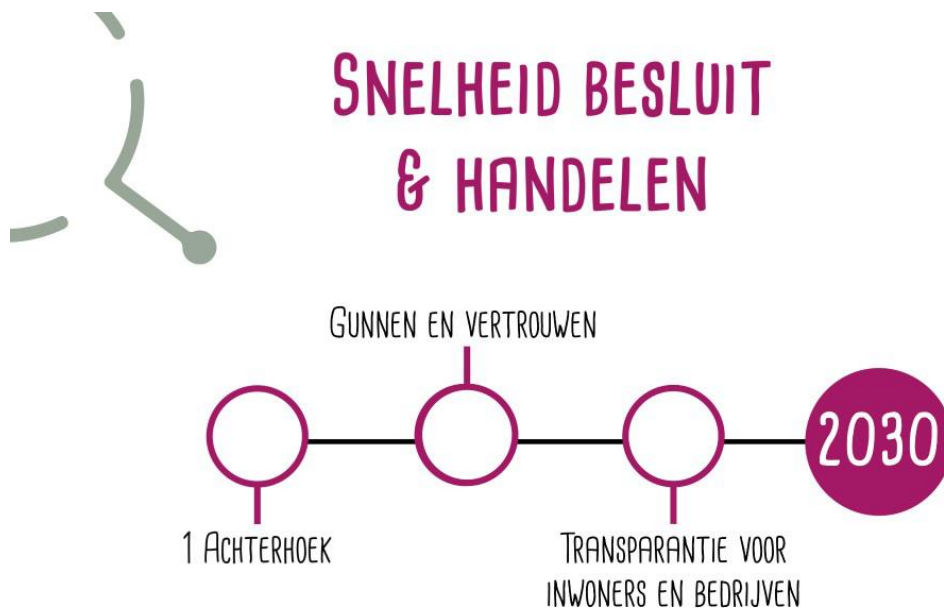 SNELHEID BESLUIT
& HANDELEN
GUNNEN EN VERTROUWEN
2030
1 ACHTERHOEK
TRANSPARANTIE VOOR
INWONERS EN BEDRIJVEN